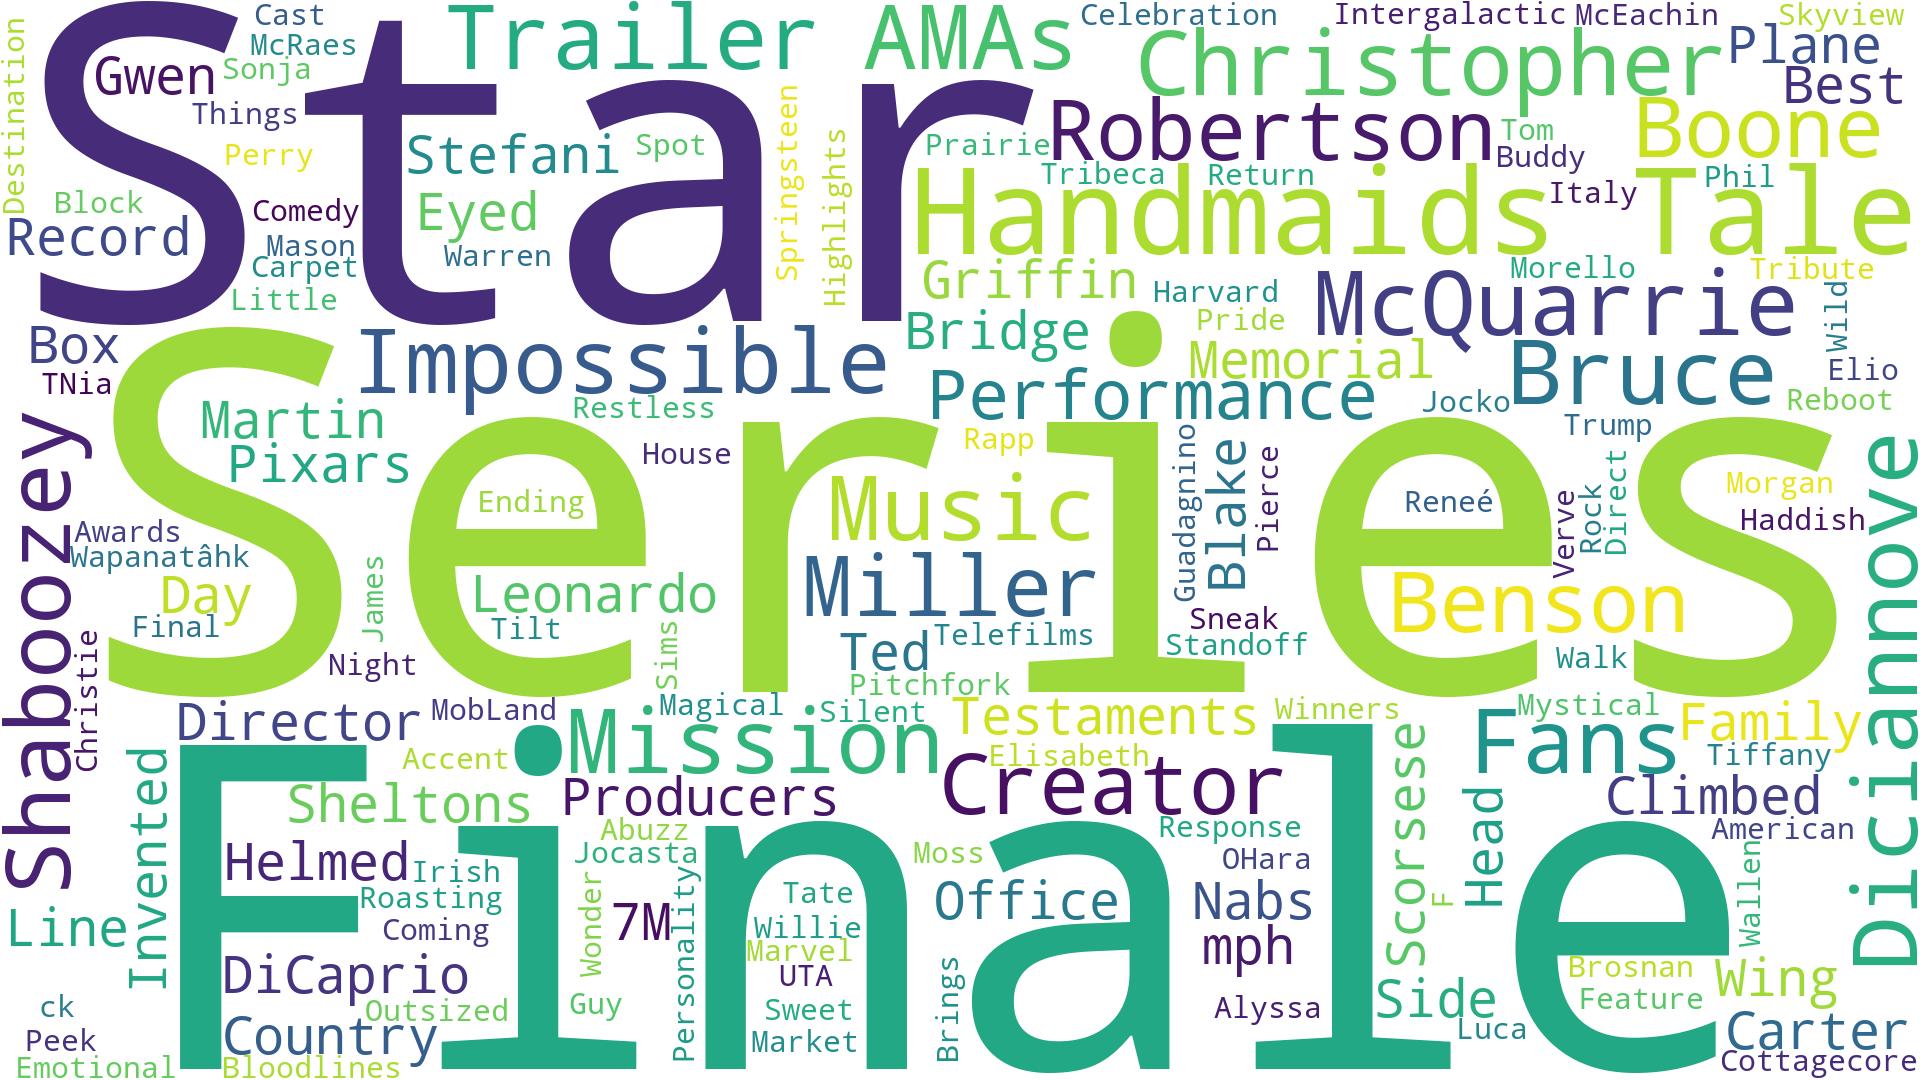 Star
Series
Finale
Destination
Cast
McRaes
Gwen
Sonja
Things
Perry
Block
Comedy
Record
Mason
Carpet
Little
Trailer
AMAs
Stefani
Spot
Eyed
Warren
Springsteen
Highlights
Celebration
Intergalactic
McEachin
Skyview
Christopher
Plane
Best
Robertson
Tom
Buddy
Boone
Prairie
Tribeca
Return
Italy
Phil
Handmaids Tale
Griffin
Harvard
Morello
Tribute
McQuarrie
Wild
Box
TNia
Impossible
Bridge
Pride
Memorial
Bruce
Elio
Reboot
Jocko
Trump
Performance
Shaboozey
Martin
Pixars
Restless
House
Rapp
Music
Guadagnino
Blake
Pierce
Reneé
Verve
Rock
Direct
Morgan
Haddish
Diciannove
Ending
Awards
Wapanatâhk
Day
Final
James
Leonardo
Tilt
Night
Sims
Miller
Ted
Telefilms
Pitchfork
Sneak
Standoff
Benson
Walk
Christie
Director
MobLand
Magical
Silent
Testaments
Winners
Mystical
Family
Tiffany
Fans
Accent
Mission
Elisabeth
Creator
Scorsese
Head
Climbed
American
Invented
Sheltons
Producers
Abuzz
Jocasta
Moss
Response
OHara
Wallen
Helmed
Irish
Roasting
Coming
Wonder
7M
Personality
Tate
Willie
Marvel
UTA
Sweet
Market
Office
Brings
Nabs
mph
Alyssa
F
Side
Luca
Brosnan
Feature
Wing
Carter
Cottagecore
Line
DiCaprio
Outsized
Guy
Country
ck
Peek
Emotional
Bloodlines